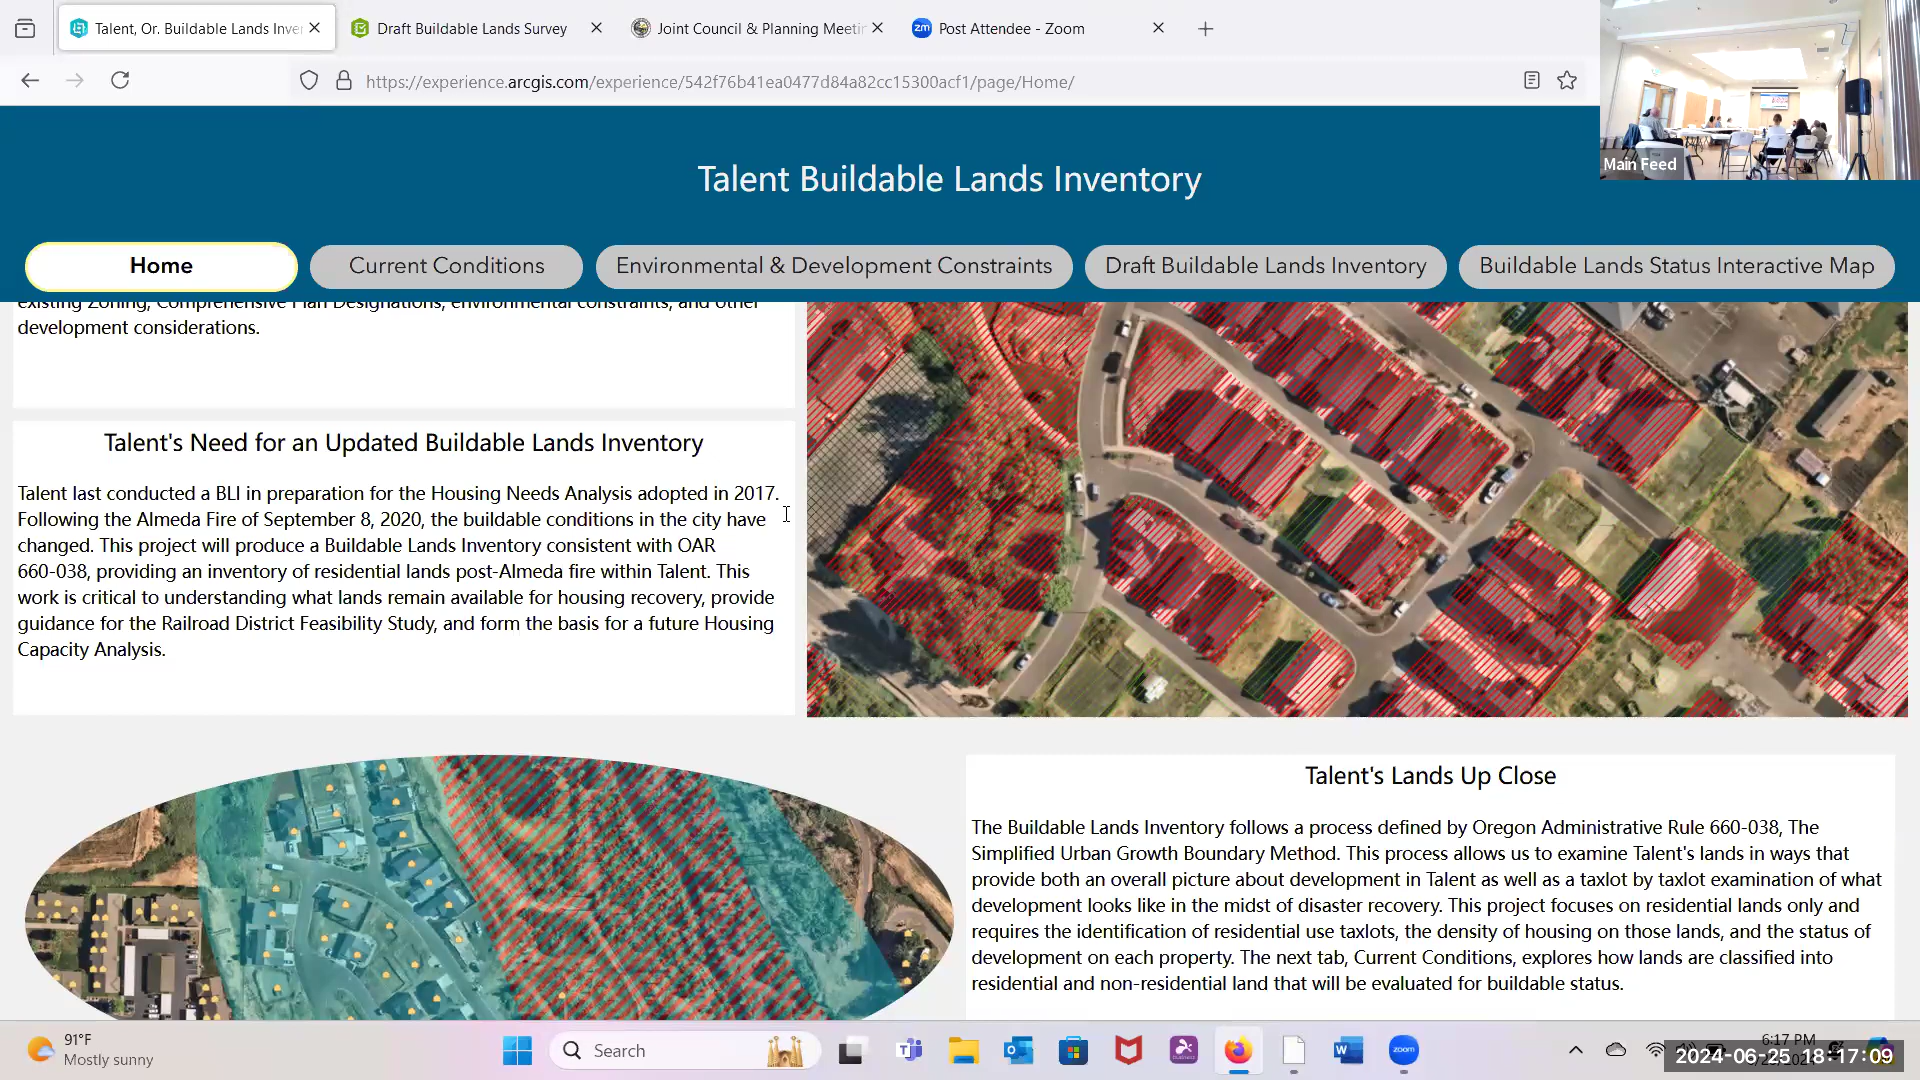 Talent, Or. Buildable Lands Inve
Draft Buildable Lands Survey
Joint Council & Planning Meetin
Post Attendee - Zoom
https://experience.arcgis.com/experience/542f76b41ea0477d84a82cc15300acf1/page/Home/
Main Feed
Talent Buildable Lands Inventory
Home
Current Conditions
Environmental & Development Constraints
Draft Buildable Lands Inventory
Buildable Lands Status Interactive Map
existing Zoning, Comprehensive Plan Designations, environmental constraints, and other
development considerations.
Talent's Need for an Updated Buildable Lands Inventory
Talent last conducted a BLI in preparation for the Housing Needs Analysis adopted in 2017.
Following the Almeda Fire of September 8, 2020, the buildable conditions in the city have
changed. This project will produce a Buildable Lands Inventory consistent with OAR
660-038, providing an inventory of residential lands post-Almeda fire within Talent. This
work is critical to understanding what lands remain available for housing recovery, provide
guidance for the Railroad District Feasibility Study, and form the basis for a future Housing
Capacity Analysis.
Talent's Lands Up Close
The Buildable Lands Inventory follows a process defined by Oregon Administrative Rule 660-038, The
Simplified Urban Growth Boundary Method. This process allows us to examine Talent's lands in ways that
provide both an overall picture about development in Talent as well as a taxlot by taxlot examination of what
development looks like in the midst of disaster recovery. This project focuses on residential lands only and
requires the identification of residential use taxlots, the density of housing on those lands, and the status of
development on each property. The next tab, Current Conditions, explores how lands are classified into
residential and non-residential land that will be evaluated for buildable status.
91°F
Mostly sunny
Search
zoom
6:17 PM
2024-06-25 18:17:09